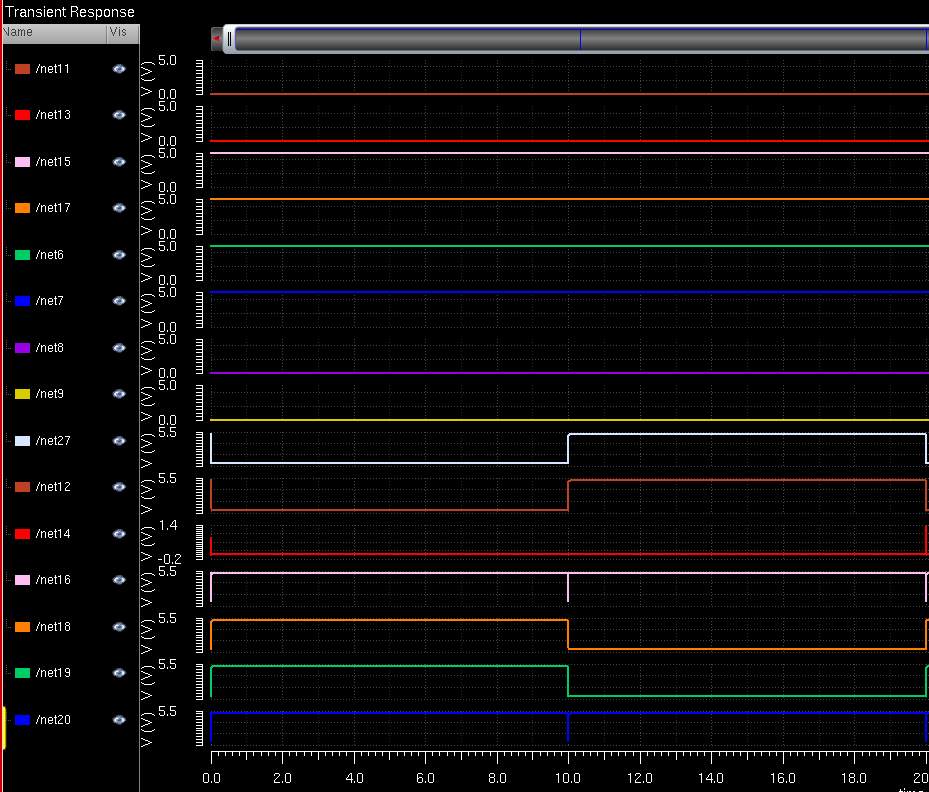 Transient Response
Name Vis
/net11 5.0
0.0
/net13 5.0
0.0
/net15 5.0
0.0
/net17 5.0
0.0
/net6 5.0
0.0
/net7 5.0
0.0
/net8 5.0
0.0
/net9 5.0
0.0
/net27 5.5
/net12 5.5
/net14 1.4
-0.2
/net16 5.5
/net18 5.5
/net19 5.5
/net20 5.5
0.0 2.0 4.0 6.0 8.0 10.0 12.0 14.0 16.0 18.0 20
time